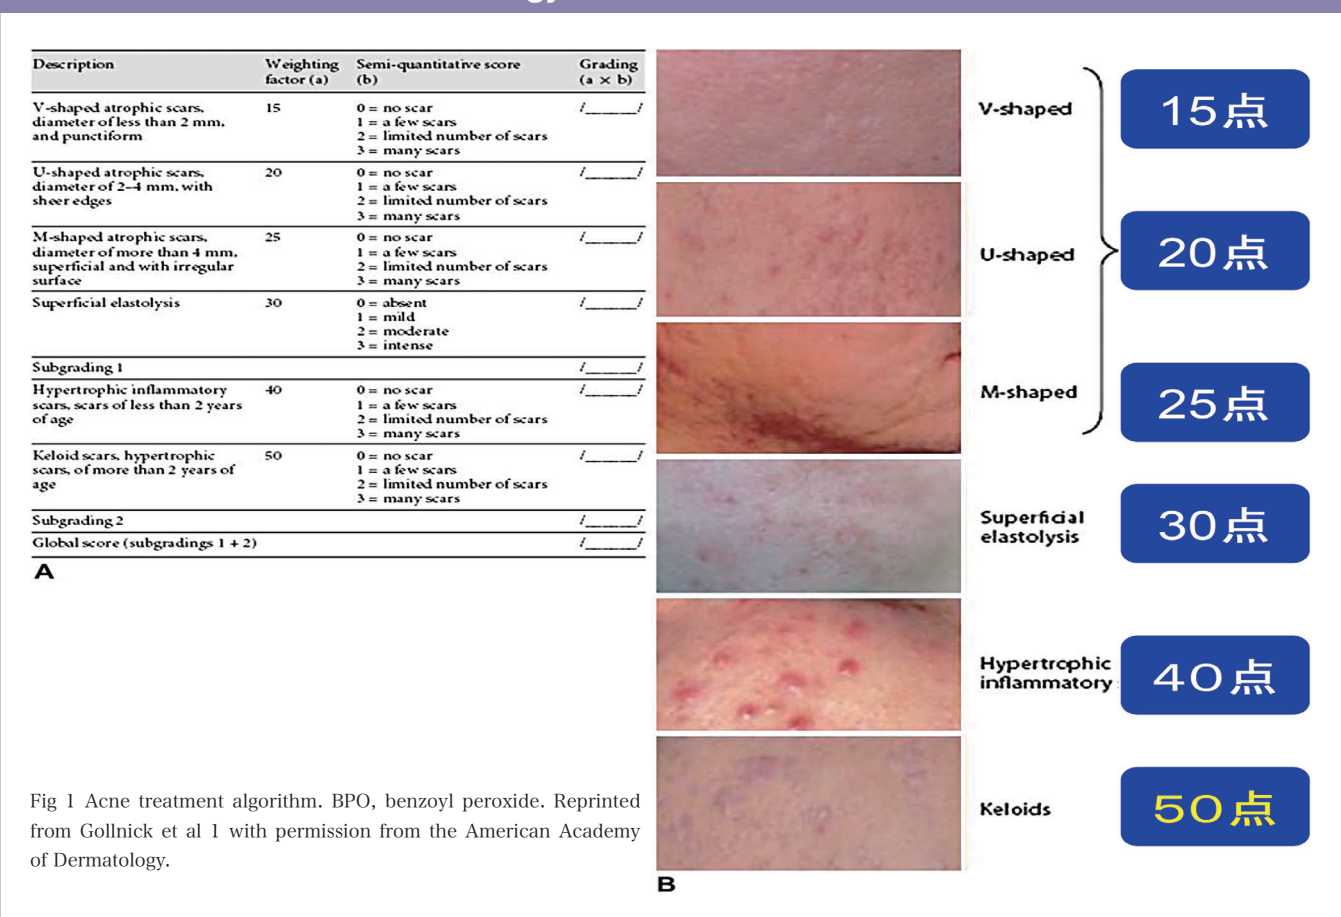 Description
Weighting factor (a)
Semi-quantitative score (b)
Grading (a × b)
V-shaped atrophic scars,
diameter of less than 2 mm,
and punctiform
15
0 = no scar
1 = a few scars
2 = limited number of scars
3 = many scars
/______/
U-shaped atrophic scars,
diameter of 2–4 mm, with
sheer edges
20
0 = no scar
1 = a few scars
2 = limited number of scars
3 = many scars
/______/
M-shaped atrophic scars,
diameter of more than 4 mm,
superficial and with irregular
surface
25
0 = no scar
1 = a few scars
2 = limited number of scars
3 = many scars
/______/
Superficial elastolysis
30
0 = absent
1 = mild
2 = moderate
3 = intense
/______/
Subgrading 1
/______/
Hypertrophic inflammatory
scars, scars of less than 2 years
of age
40
0 = no scar
1 = a few scars
2 = limited number of scars
3 = many scars
/______/
Keloid scars, hypertrophic
scars, of more than 2 years of
age
50
0 = no scar
1 = a few scars
2 = limited number of scars
3 = many scars
/______/
Subgrading 2
/______/
Global score (subgradings 1 + 2)
/______/
A
V-shaped
15点
U-shaped
20点
M-shaped
25点
Superficial
elastolysis
30点
Hypertrophic
inflammatory
40点
Keloids
50点
B
Fig 1 Acne treatment algorithm. BPO, benzoyl peroxide. Reprinted
from Gollnick et al 1 with permission from the American Academy
of Dermatology.